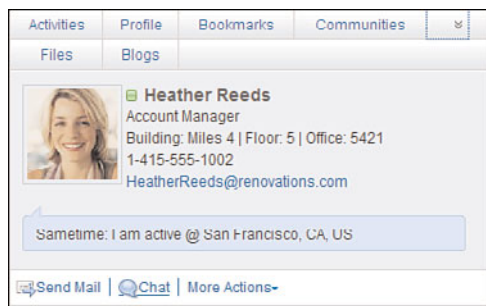 Activities Profile Bookmarks Communities
Files Blogs
Heather Reeds
Account Manager
Building: Miles 4 | Floor: 5 | Office: 5421
1-415-555-1002
HeatherReeds@renovations.com
Sametime: I am active @ San Francisco, CA, US
Send Mail | Chat | More Actions